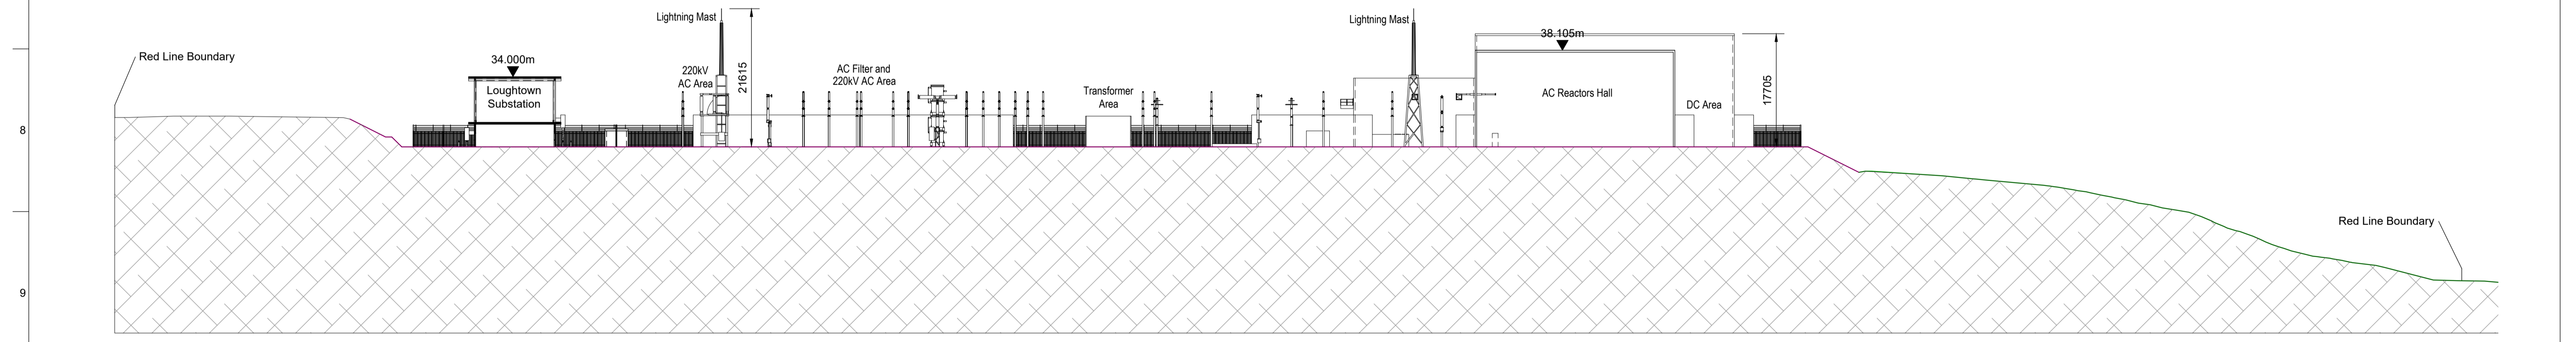 Red Line Boundary
34.000m
Loughtown
Substation
Lightning Mast
220kV
AC Area
21615
AC Filter and
220kV AC Area
Transformer
Area
Lightning Mast
38.105m
AC Reactors Hall
DC Area
17705
Red Line Boundary
8
9